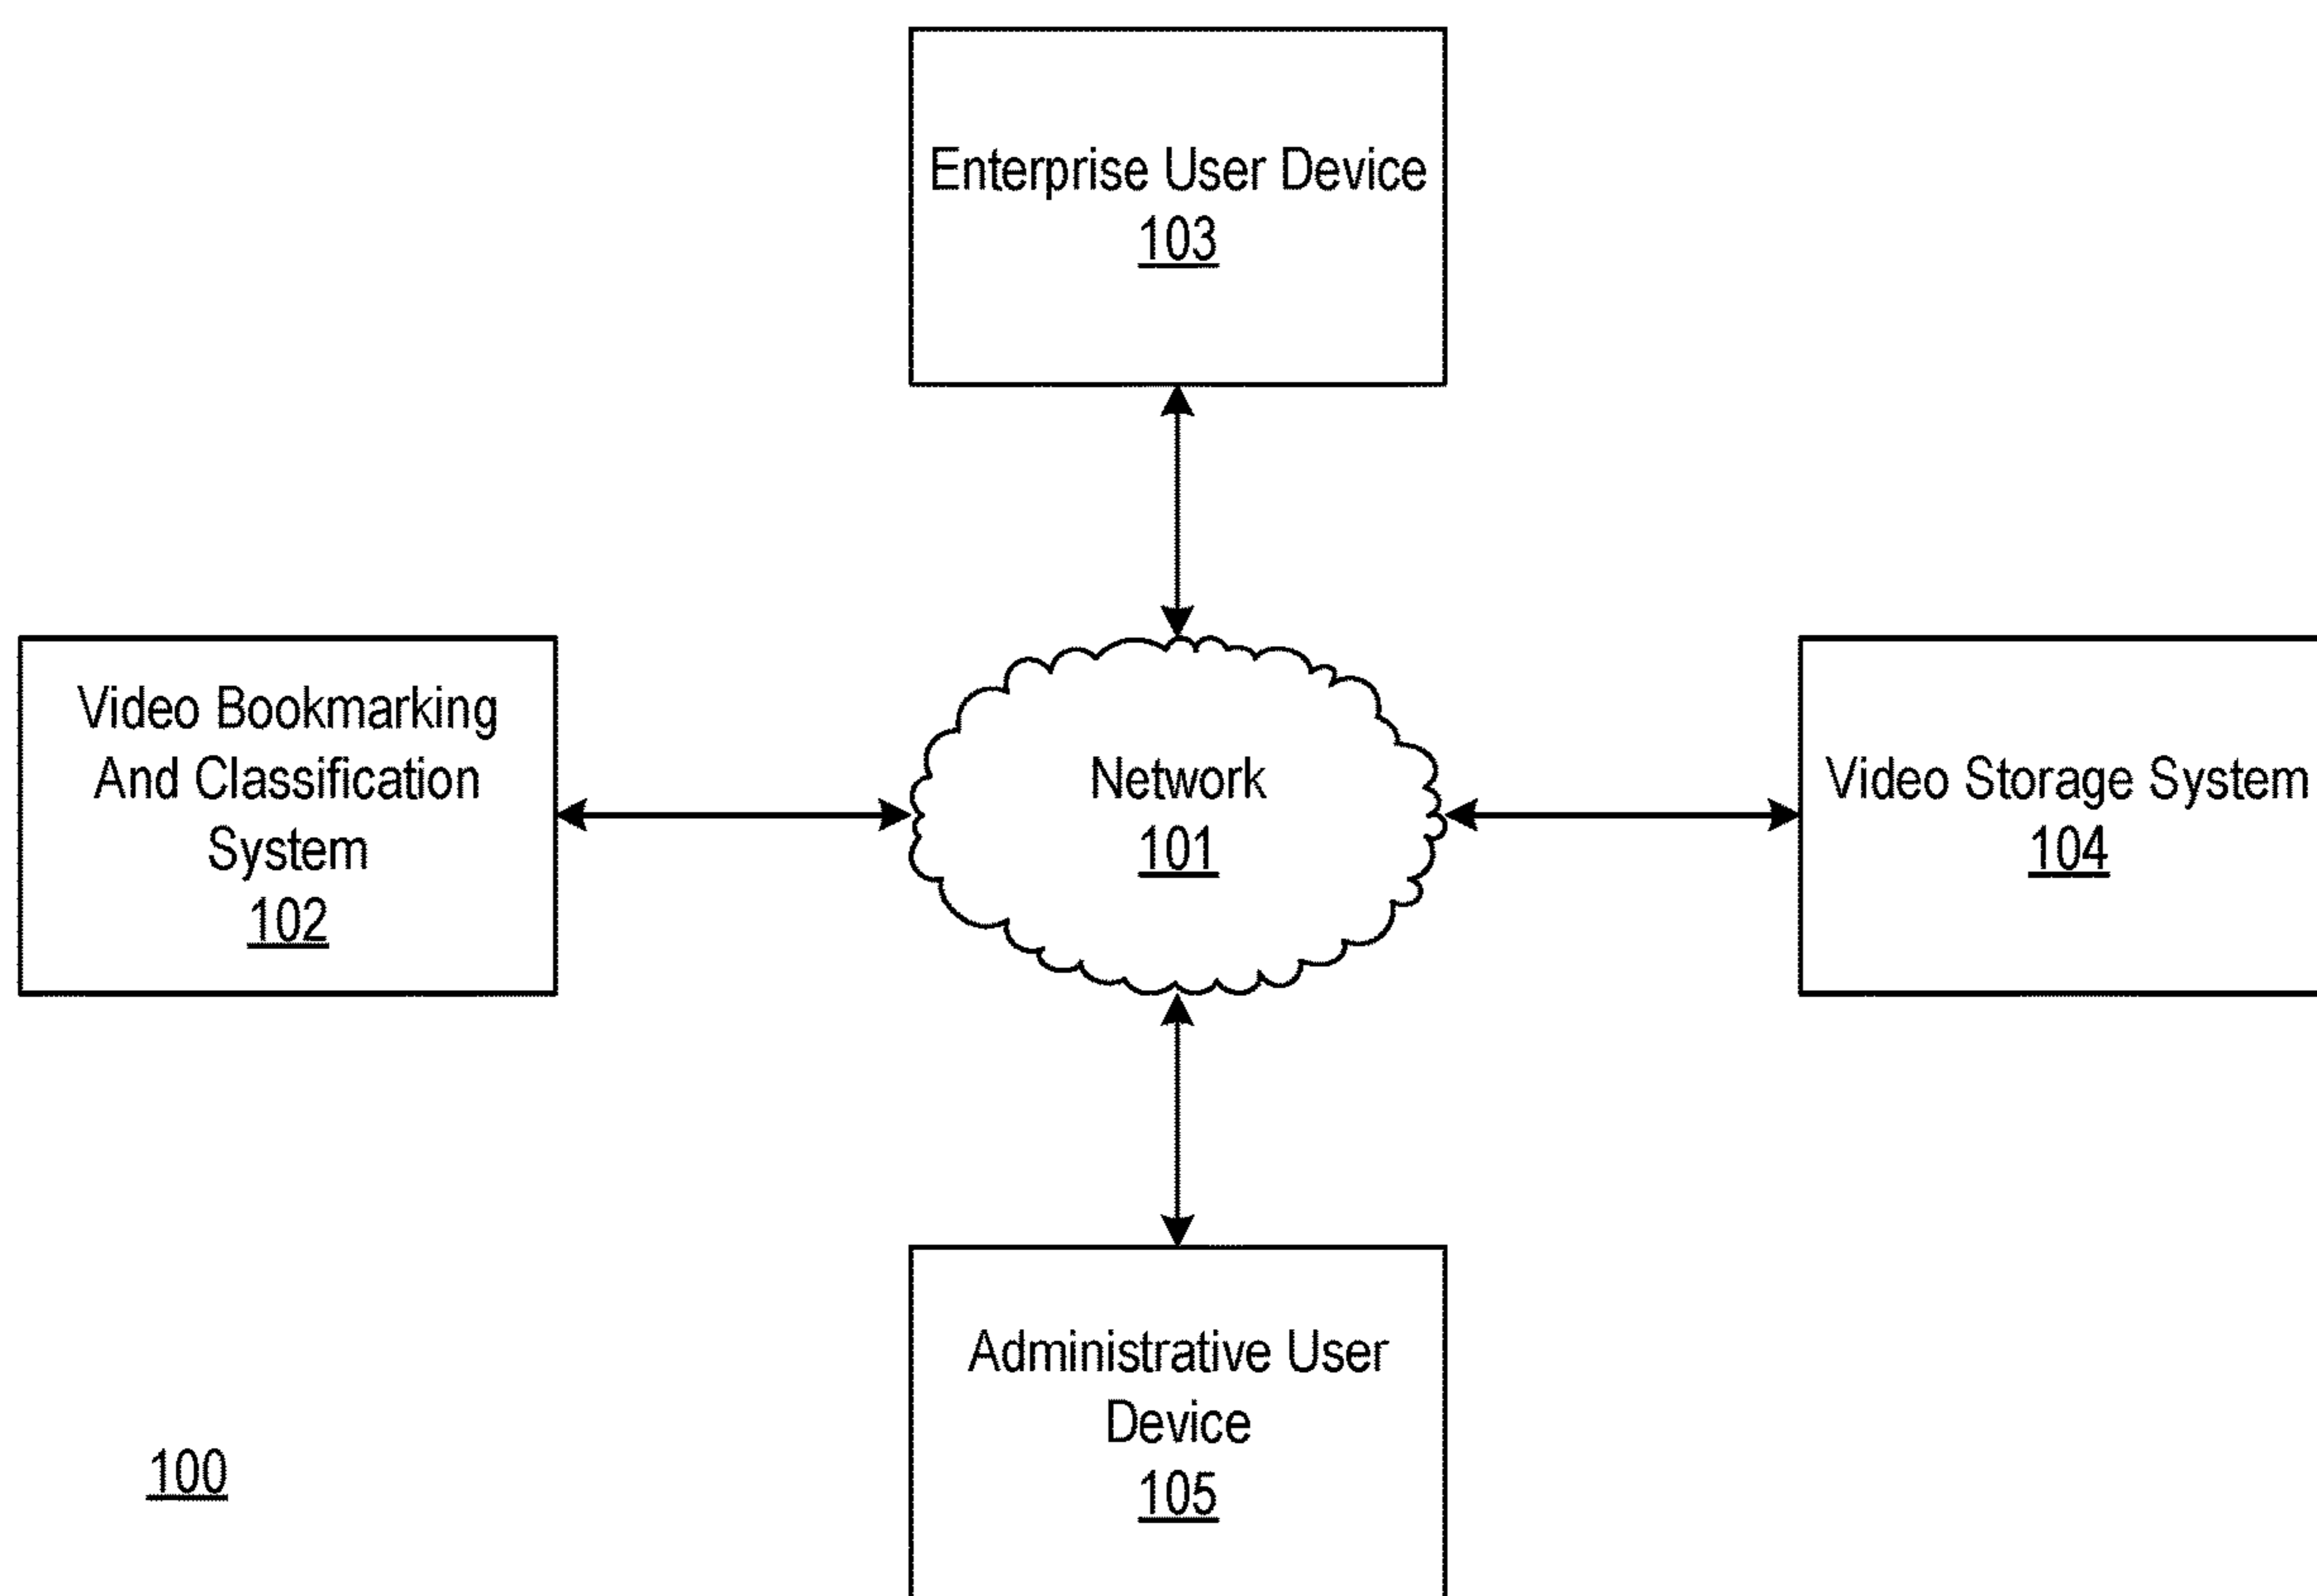 Enterprise User Device
103
Video Bookmarking
And Classification
System
102
Network
101
Video Storage System
104
Administrative User
Device
105
100